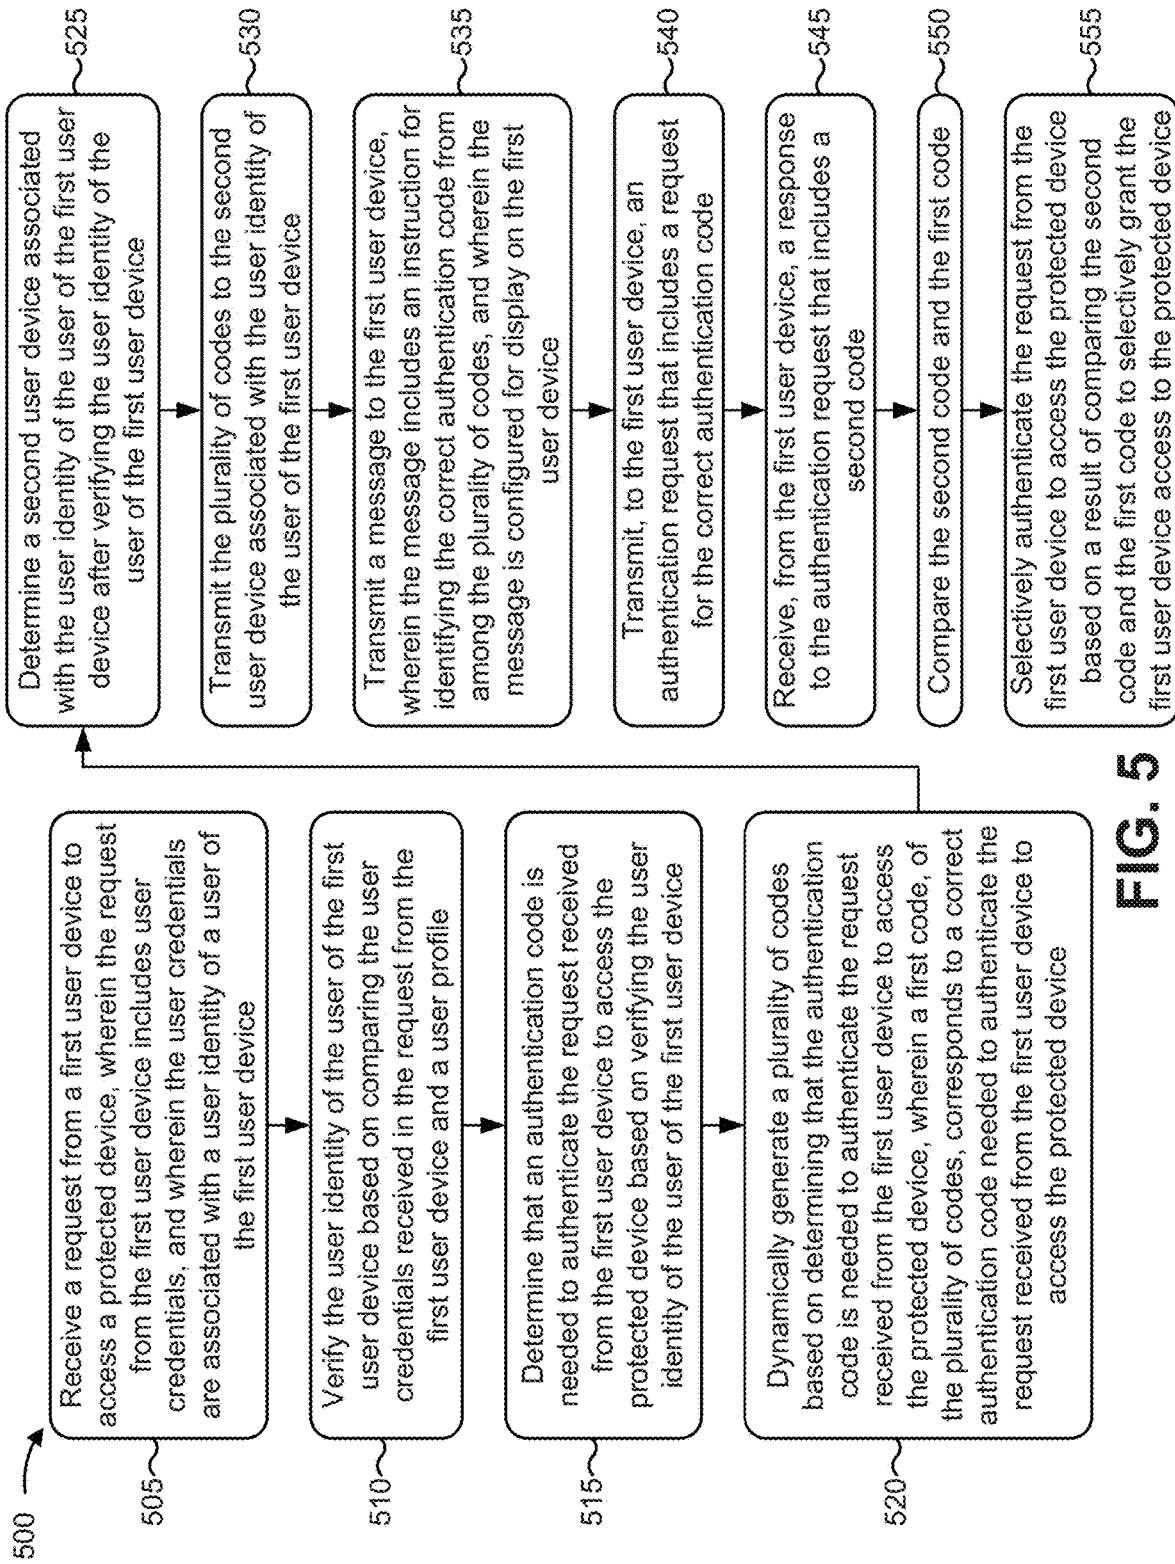 500
505
Receive a request from a first user device to
access a protected device, wherein the request
from the first user device includes user
credentials, and wherein the user credentials
are associated with a user identity of a user of
the first user device
510
Verify the user identity of the user of the first
user device based on comparing the user
credentials received in the request from the
first user device and a user profile
515
Determine that an authentication code is
needed to authenticate the request received
from the first user device to access the
protected device based on verifying the user
identity of the user of the first user device
520
Dynamically generate a plurality of codes
based on determining that the authentication
code is needed to authenticate the request
received from the first user device to access
the protected device, wherein a first code, of
the plurality of codes, corresponds to a correct
authentication code needed to authenticate the
request received from the first user device to
access the protected device
525
Determine a second user device associated
with the user identity of the user of the first user
device after verifying the user identity of the
user of the first user device
530
Transmit the plurality of codes to the second
user device associated with the user identity of
the user of the first user device
535
Transmit a message to the first user device,
wherein the message includes an instruction for
identifying the correct authentication code from
among the plurality of codes, and wherein the
message is configured for display on the first
user device
540
Transmit, to the first user device, an
authentication request that includes a request
for the correct authentication code
545
Receive, from the first user device, a response
to the authentication request that includes a
second code
550
Compare the second code and the first code
555
Selectively authenticate the request from the
first user device to access the protected device
based on a result of comparing the second
code and the first code to selectively grant the
first user device access to the protected device
FIG. 5